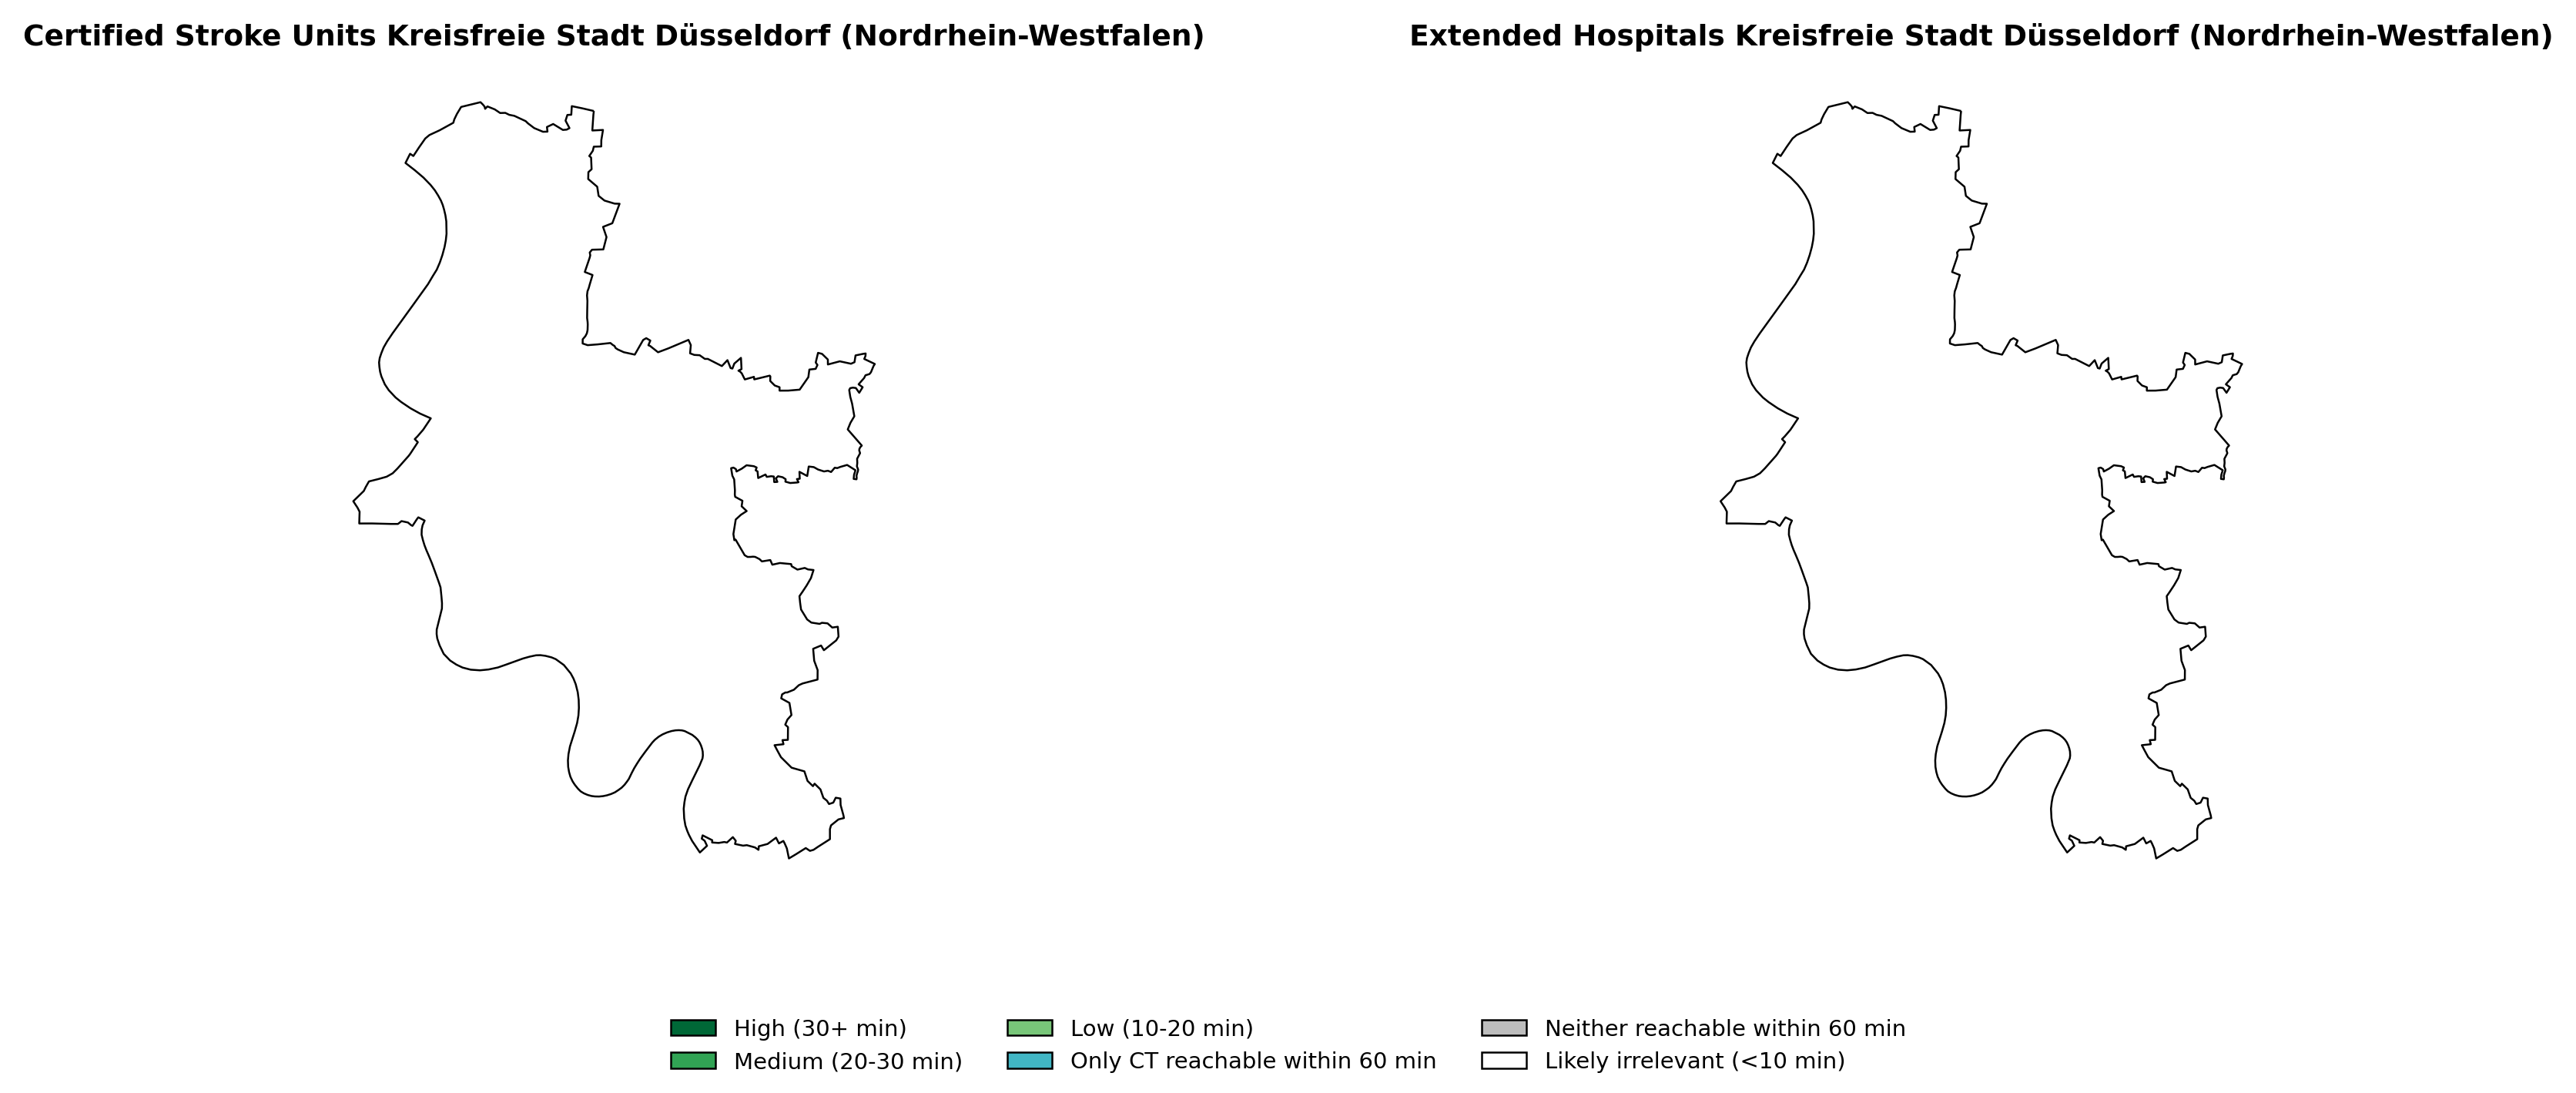 Certified Stroke Units Kreisfreie Stadt Düsseldorf (Nordrhein-Westfalen)
Extended Hospitals Kreisfreie Stadt Düsseldorf (Nordrhein-Westfalen)
High (30+ min)
Medium (20-30 min)
Low (10-20 min)
Only CT reachable within 60 min
Neither reachable within 60 min
Likely irrelevant (<10 min)